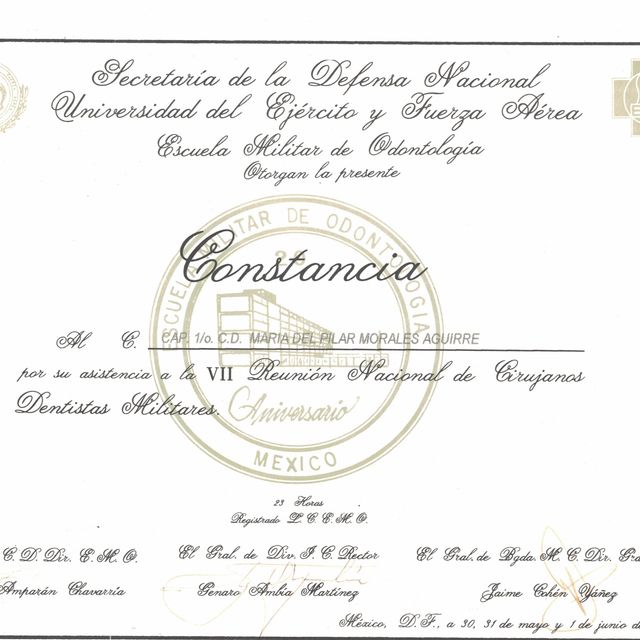 Secretaría de la Defensa Nacional
Universidad del Ejército y Fuerza Aérea
Escuela Militar de Odontología
Otorgan la presente
ESCUELA MILITAR DE ODONTOLOGIA
Constancia
Al C. CAP. 1/o. C.D. MARIA DEL PILAR MORALES AGUIRRE
por su asistencia a la VII Reunión Nacional de Cirujanos
Dentistas Militares.
Aniversario
MEXICO
23 Horas
Registrado L. C. E. M. O.
C. D. Dir. E. M. O. El Gral. de Div. I. C. Rector El Gral. de Bgda. M. C. Dir. Gral
Amparán Chavarría Genaro Ambia Martínez Jaime Cohén Yáñez
México, D. F., a 30, 31 de mayo y 1 de junio d